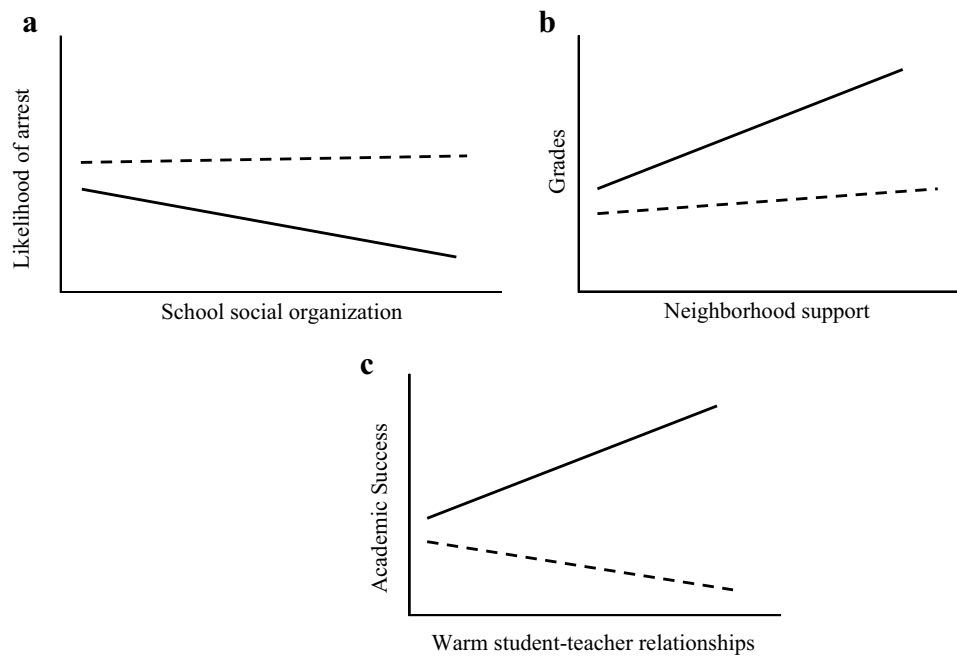 a
Likelihood of arrest
School social organization
b
Grades
Neighborhood support
c
Academic Success
Warm student-teacher relationships